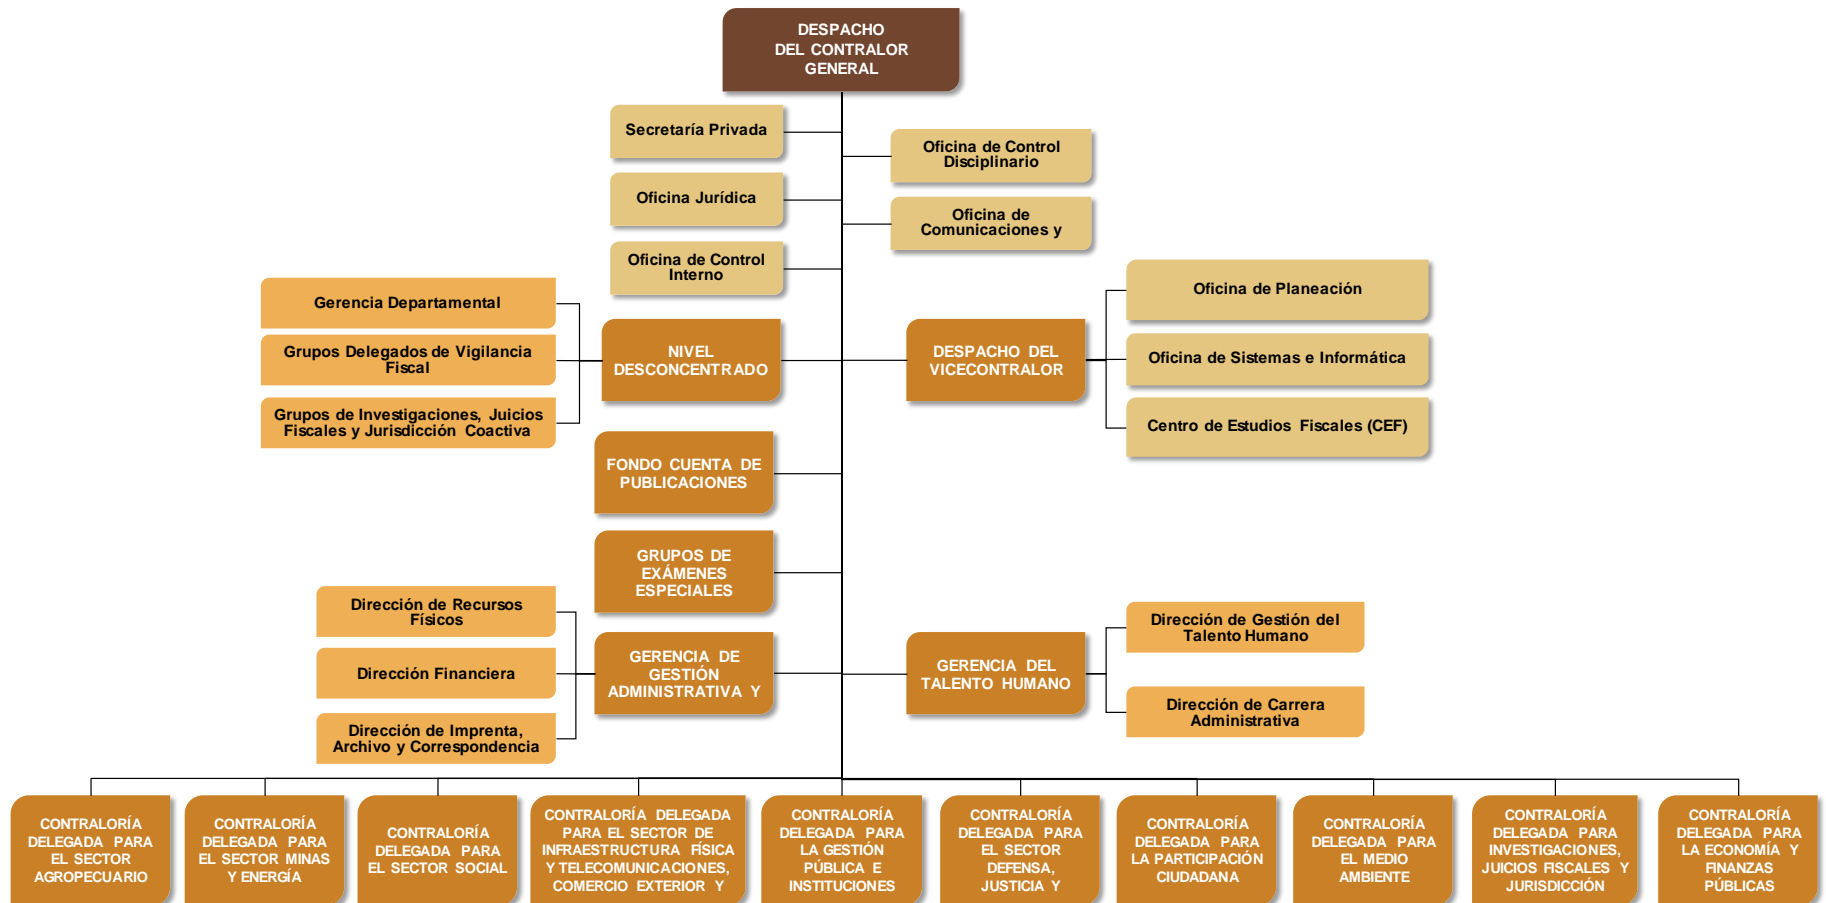 DESPACHO
DEL CONTRALOR
GENERAL
Secretaría Privada
Oficina de Control
Disciplinario
Oficina Jurídica
Oficina de
Comunicaciones y
Oficina de Control
Interno
Gerencia Departamental
Grupos Delegados de Vigilancia
Fiscal
Grupos de Investigaciones, Juicios
Fiscales y Jurisdicción Coactiva
NIVEL
DESCONCENTRADO
DESPACHO DEL
VICECONTRALOR
Oficina de Planeación
Oficina de Sistemas e Informática
Centro de Estudios Fiscales (CEF)
FONDO CUENTA DE
PUBLICACIONES
GRUPOS DE
EXÁMENES
ESPECIALES
Dirección de Recursos
Físicos
Dirección Financiera
Dirección de Imprenta,
Archivo y Correspondencia
GERENCIA DE
GESTIÓN
ADMINISTRATIVA Y
GERENCIA DEL
TALENTO HUMANO
Dirección de Gestión del
Talento Humano
Dirección de Carrera
Administrativa
CONTRALORÍA
DELEGADA PARA
EL SECTOR
AGROPECUARIO
CONTRALORÍA
DELEGADA PARA
EL SECTOR MINAS
Y ENERGÍA
CONTRALORÍA
DELEGADA PARA
EL SECTOR SOCIAL
CONTRALORÍA DELEGADA
PARA EL SECTOR DE
INFRAESTRUCTURA FÍSICA
Y TELECOMUNICACIONES,
COMERCIO EXTERIOR Y
CONTRALORÍA
DELEGADA PARA
LA GESTIÓN
PÚBLICA E
INSTITUCIONES
CONTRALORÍA
DELEGADA PARA
EL SECTOR
DEFENSA,
JUSTICIA Y
CONTRALORÍA
DELEGADA PARA
LA PARTICIPACIÓN
CIUDADANA
CONTRALORÍA
DELEGADA PARA
EL MEDIO
AMBIENTE
CONTRALORÍA
DELEGADA PARA
INVESTIGACIONES,
JUICIOS FISCALES Y
JURISDICCIÓN
CONTRALORÍA
DELEGADA PARA
LA ECONOMÍA Y
FINANZAS
PÚBLICAS